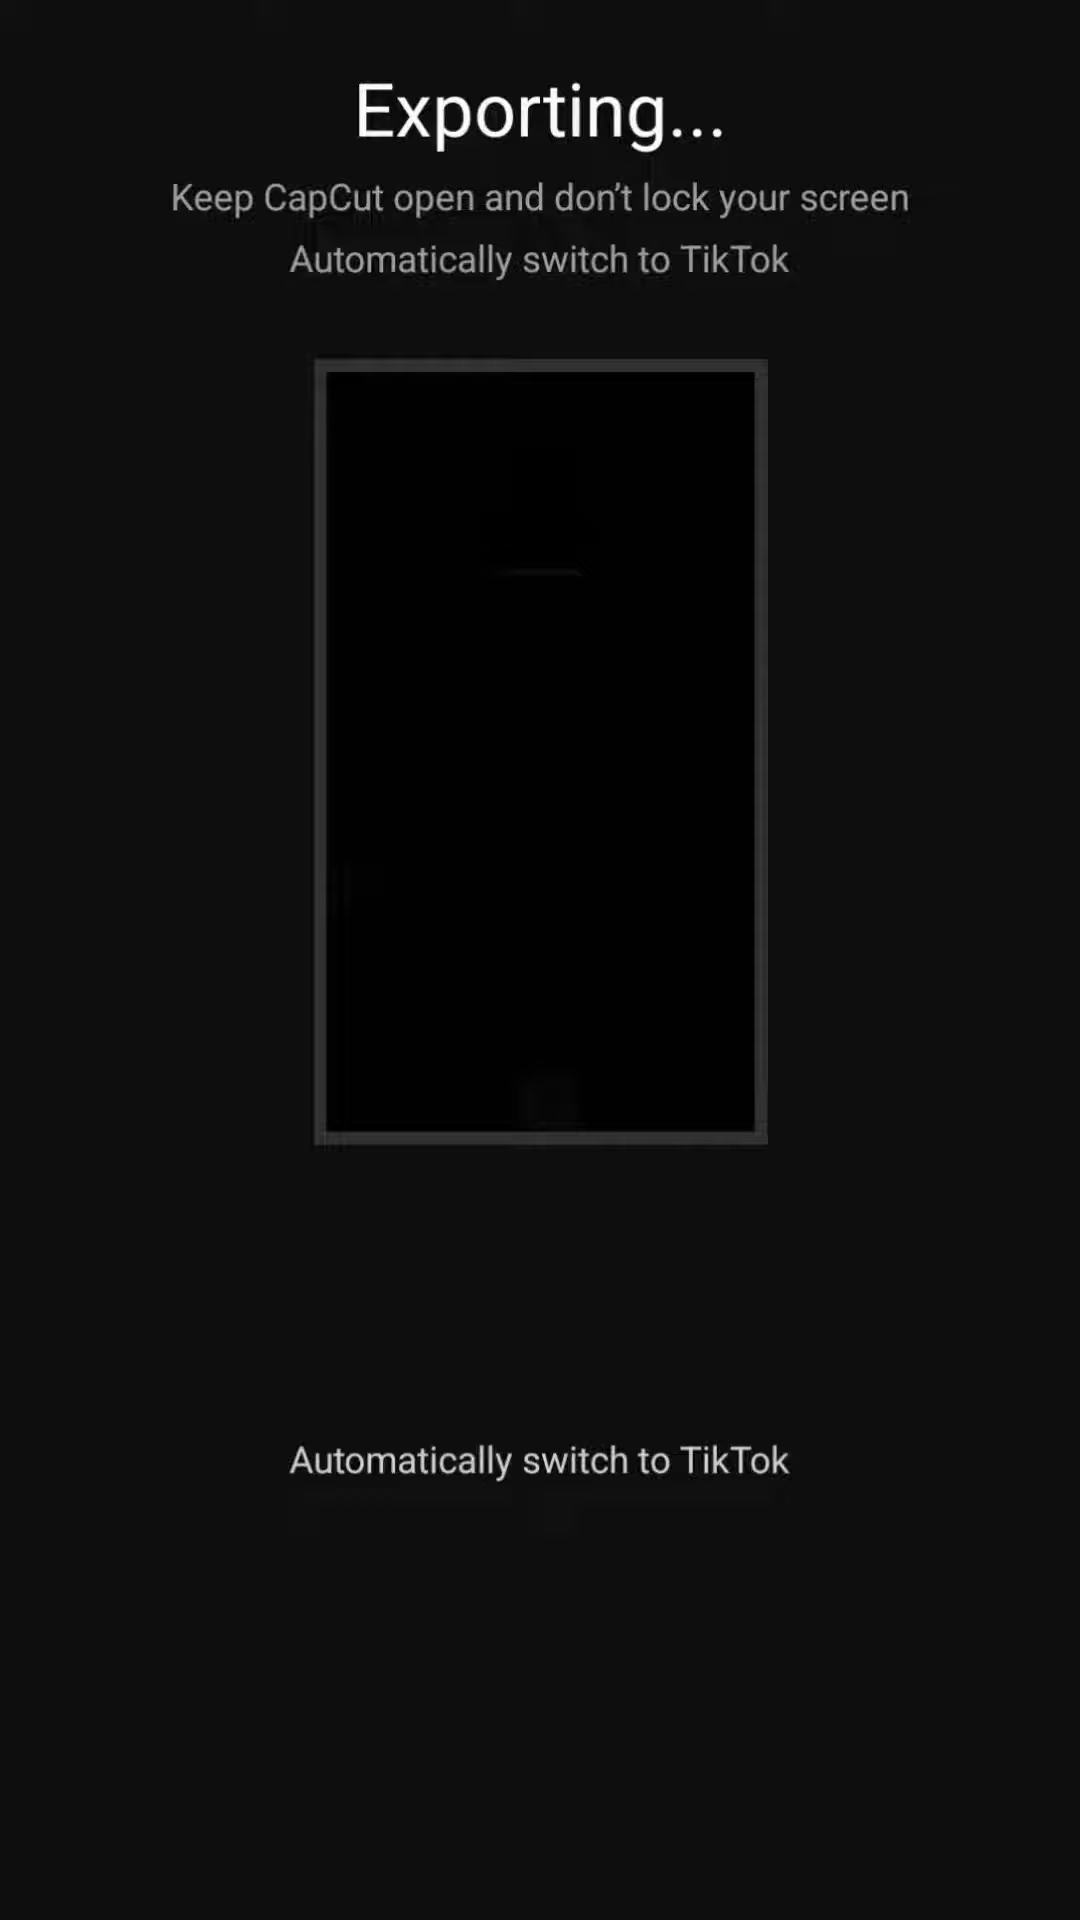 Exporting...
Keep CapCut open and don’t lock your screen
Automatically switch to TikTok
Automatically switch to TikTok